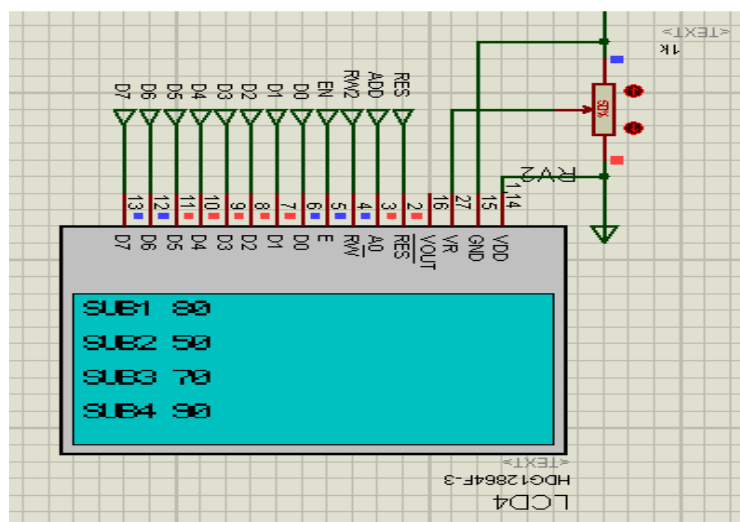 <TEXT>
1k
50%
RV2
D7 D6 D5 D4 D3 D2 D1 D0 EN RW2 ADD RES
13 12 11 10 9 8 7 6 5 4 3 2 16 27 15 1,14
D7 D6 D5 D4 D3 D2 D1 D0 E RW A0 RES VOUT VR GND VDD
SUB1 80
SUB2 50
SUB3 70
SUB4 90
<TEXT>
HDG12864F-3
LCD4